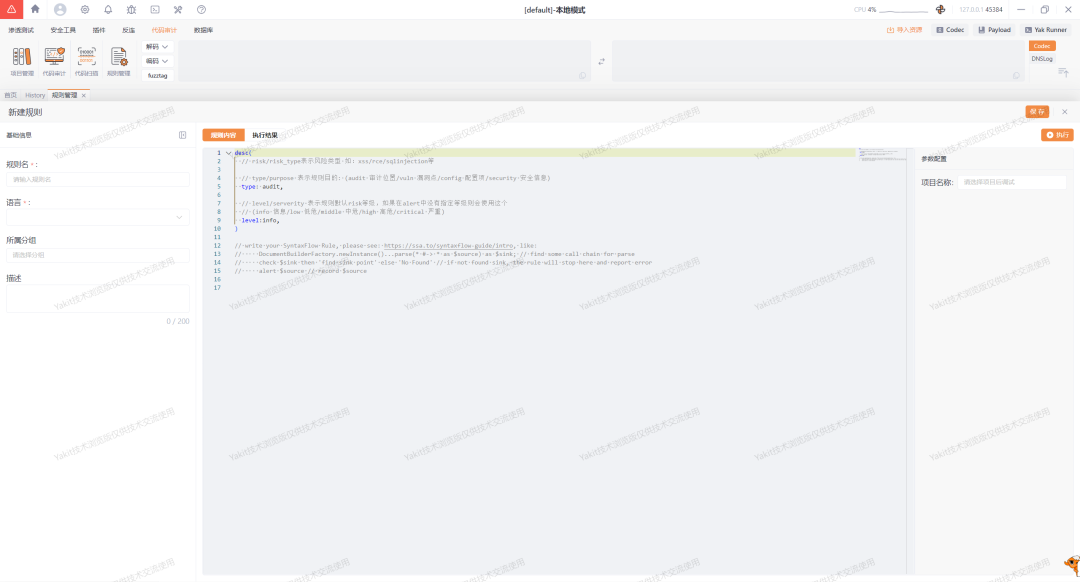 [default]-本地模式
CPU 4%
127.0.0.1:45384
渗透测试 安全工具 插件 反连 代码审计 数据库
导入资源 Codec Payload Yak Runner
项目管理 代码审计 代码扫描 规则管理
解码
编码
fuzztag
Codec
DNSLog
首页 History 规则管理 ×
新建规则
保存
基础信息
规则内容 执行结果
执行
参数配置
规则名 * :
请输入规则名
语言 * :
所属分组
请选择分组
描述
0 / 200
项目名称:
请选择项目后调试
1 desc(
2 // risk/risk_type表示风险类型 如: xss/rce/sqlinjection等
3
4 // type/purpose 表示规则目的: (audit 审计位置/vuln 漏洞点/config 配置项/security 安全信息)
5 type: audit,
6
7 // level/serverity 表示规则默认risk等级, 如果在alert中没有指定等级则会使用这个
8 // (info 信息/low 低危/middle 中危/high 高危/critical 严重)
9 level:info,
10 )
11
12 // write your SyntaxFlow Rule, please see: https://ssa.to/syntaxflow-guide/intro, like:
13 // DocumentBuilderFactory.newInstance()...parse(* #-> * as $source) as $sink; // find some call chain for parse
14 // check $sink then 'find sink point' else 'No Found' // if not found sink, the rule will stop here and report error
15 // alert $source // record $source
16
17
Yakit技术浏览版仅供技术交流使用